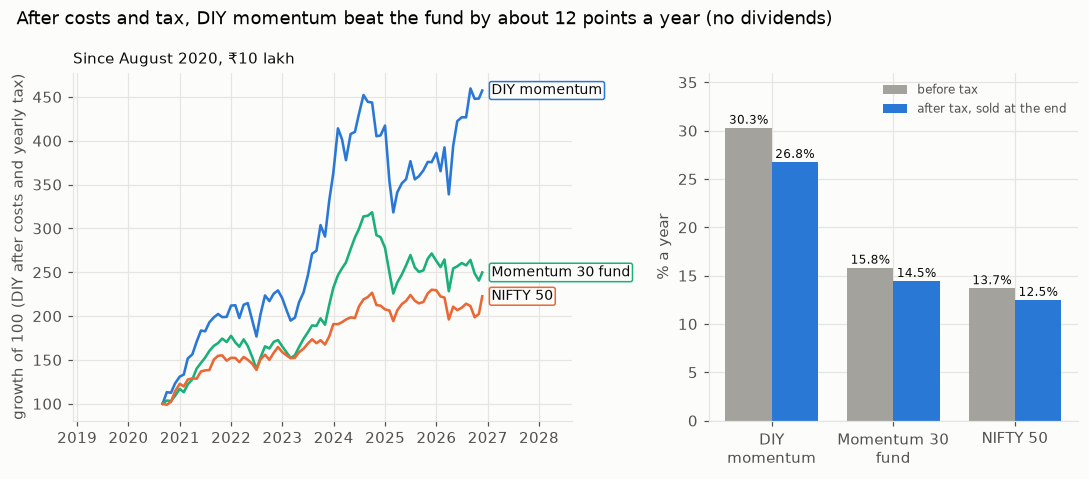 After costs and tax, DIY momentum beat the fund by about 12 points a year (no dividends)
Since August 2020, ₹10 lakh
growth of 100 (DIY after costs and yearly tax)
450
400
350
300
250
200
150
100
2019 2020 2021 2022 2023 2024 2025 2026 2027 2028
DIY momentum
Momentum 30 fund
NIFTY 50
% a year
35
30
25
20
15
10
5
0
before tax
after tax, sold at the end
30.3%
26.8%
15.8%
14.5%
13.7%
12.5%
DIY
momentum
Momentum 30
fund
NIFTY 50